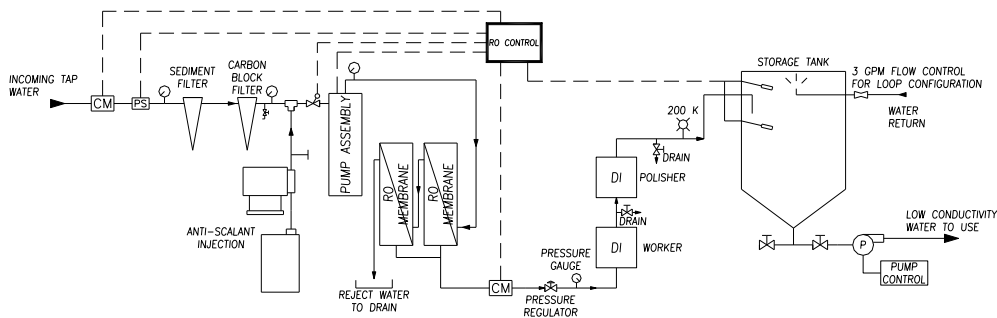 RO CONTROL
INCOMING TAP
WATER
CM
PS
SEDIMENT
FILTER
CARBON
BLOCK
FILTER
PUMP ASSEMBLY
ANTI-SCALANT
INJECTION
RO
MEMBRANE
RO
MEMBRANE
REJECT WATER
TO DRAIN
CM
PRESSURE
GAUGE
PRESSURE
REGULATOR
DI
WORKER
DRAIN
DI
POLISHER
DRAIN
200 K
STORAGE TANK
3 GPM FLOW CONTROL
FOR LOOP CONFIGURATION
WATER
RETURN
LOW CONDUCTIVITY
WATER TO USE
P
PUMP
CONTROL